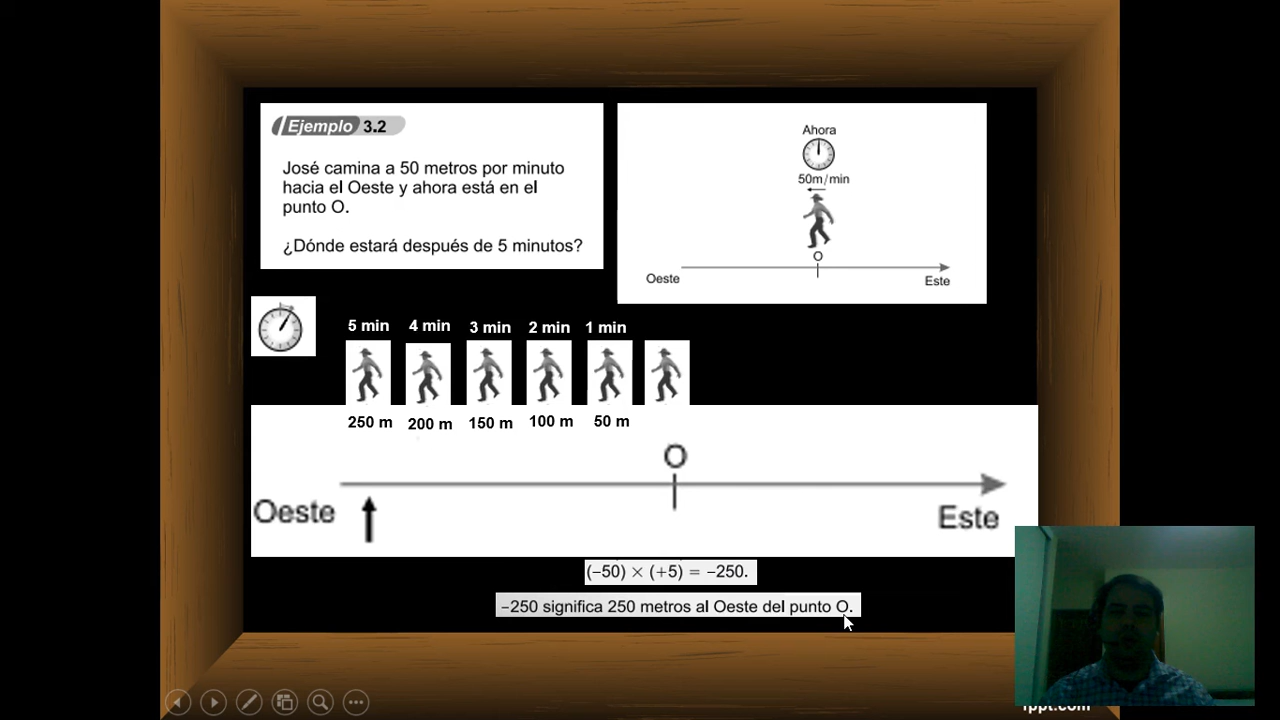 Ejemplo 3.2
José camina a 50 metros por minuto
hacia el Oeste y ahora está en el
punto O.
¿Dónde estará después de 5 minutos?
Ahora
50m/min
O
Oeste
Este
5 min 4 min 3 min 2 min 1 min
250 m 200 m 150 m 100 m 50 m
O
Oeste
Este
(−50) × (+5) = −250.
−250 significa 250 metros al Oeste del punto O.
fppt.com